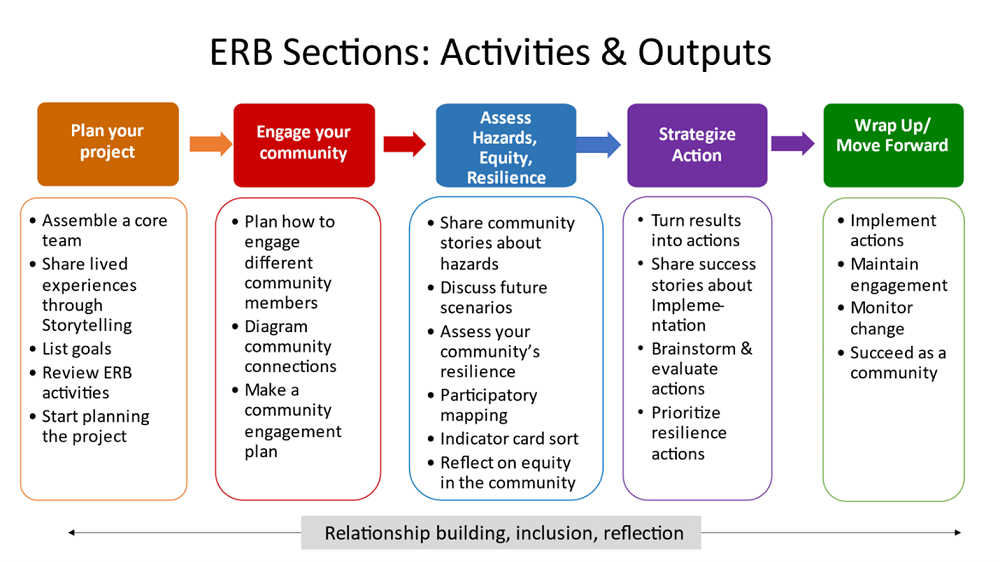 ERB Sections: Activities & Outputs
Plan your
project
Engage your
community
Assess
Hazards,
Equity,
Resilience
Strategize
Action
Wrap Up/
Move Forward
• Assemble a core
team
• Share lived
experiences
through
Storytelling
• List goals
• Review ERB
activities
• Start planning
the project
• Plan how to
engage
different
community
members
• Diagram
community
connections
• Make a
community
engagement
plan
• Share community
stories about
hazards
• Discuss future
scenarios
• Assess your
community's
resilience
• Participatory
mapping
• Indicator card sort
• Reflect on equity
in the community
• Turn results
into actions
• Share success
stories about
Impleme-
ntation
• Brainstorm &
evaluate
actions
• Prioritize
resilience
actions
• Implement
actions
• Maintain
engagement
• Monitor
change
• Succeed as a
community
Relationship building, inclusion, reflection